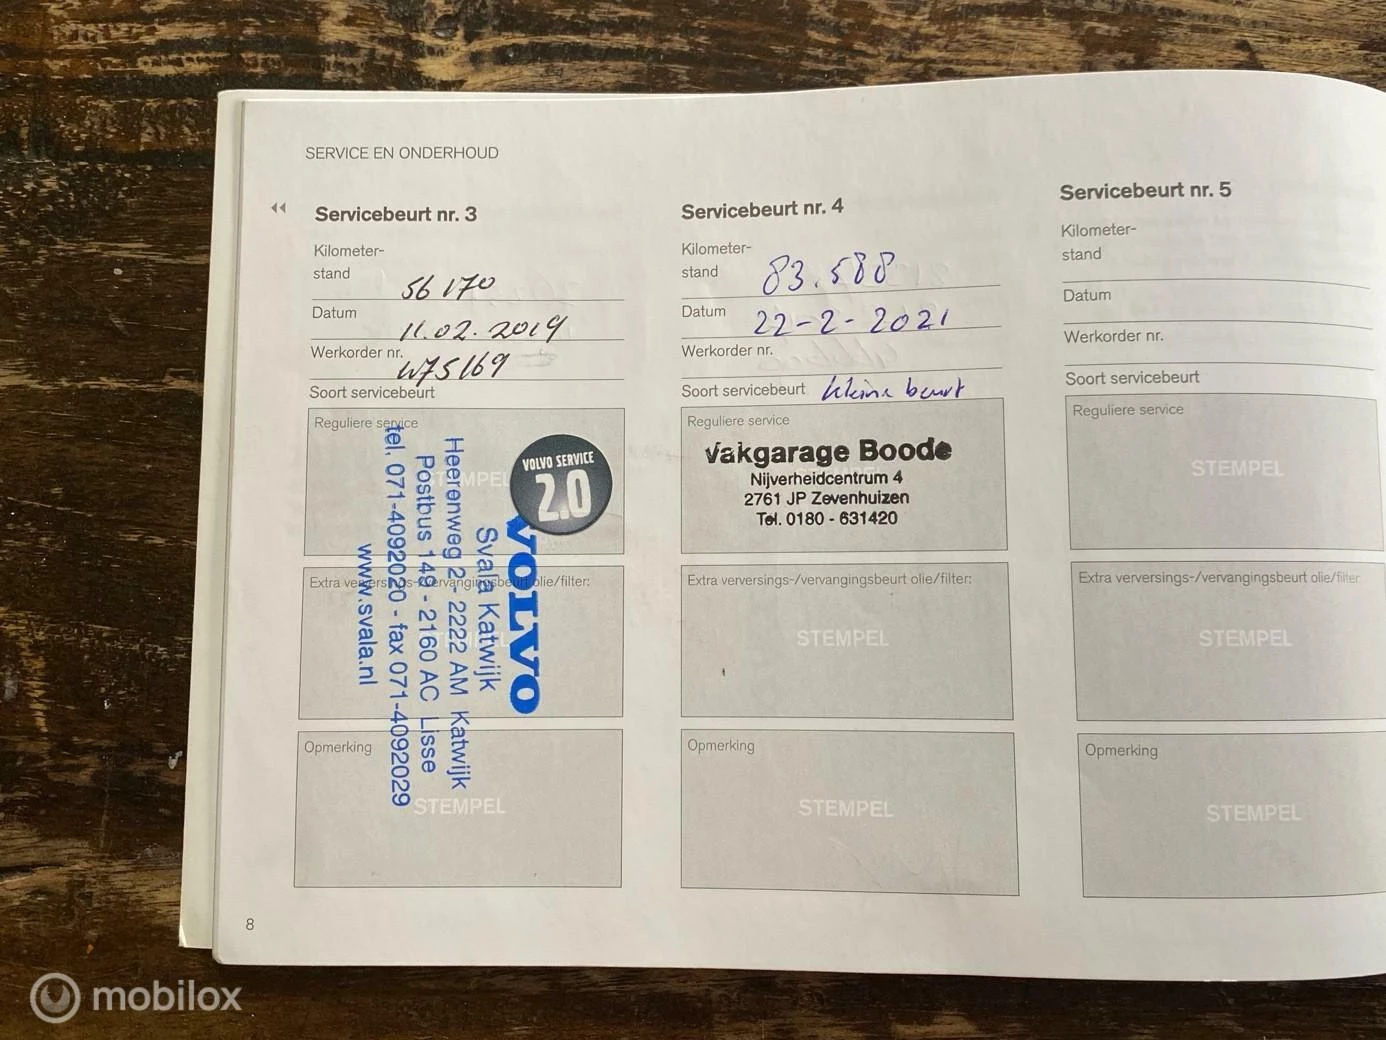 SERVICE EN ONDERHOUD
Servicebeurt nr. 3
Kilometer-
stand
56 170
Datum
11.02.2019
Werkorder nr.
W75169
Soort servicebeurt
Reguliere service
STEMPEL
VOLVO SERVICE
2.0
VOLVO
Svala Katwijk
Heerenweg 2 - 2222 AM Katwijk
Postbus 149 - 2160 AC Lisse
tel. 071-4092020 - fax 071-4092029
www.svala.nl
Extra verversings-/vervangingsbeurt olie/filter:
STEMPEL
Opmerking
STEMPEL
8
Servicebeurt nr. 4
Kilometer-
stand
83.588
Datum
22-2-2021
Werkorder nr.
Soort servicebeurt kleine beurt
Reguliere service
Vakgarage Boode
Nijverheidcentrum 4
2761 JP Zevenhuizen
Tel. 0180 - 631420
Extra verversings-/vervangingsbeurt olie/filter:
STEMPEL
Opmerking
STEMPEL
Servicebeurt nr. 5
Kilometer-
stand
Datum
Werkorder nr.
Soort servicebeurt
Reguliere service
STEMPEL
Extra verversings-/vervangingsbeurt olie/filter:
STEMPEL
Opmerking
STEMPEL
mobilox